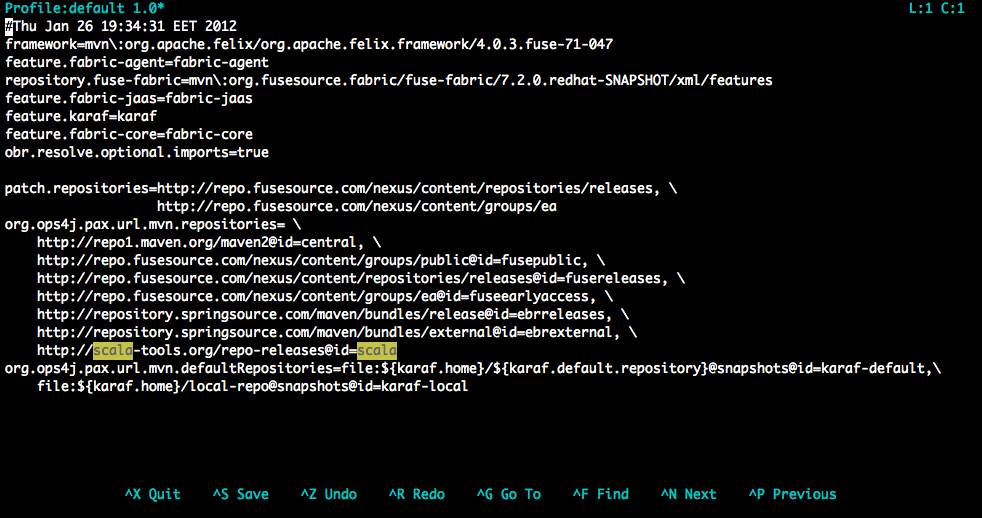 Profile:default 1.0* L:1 C:1
#Thu Jan 26 19:34:31 EET 2012
framework=mvn\:org.apache.felix/org.apache.felix.framework/4.0.3.fuse-71-047
feature.fabric-agent=fabric-agent
repository.fuse-fabric=mvn\:org.fusesource.fabric/fuse-fabric/7.2.0.redhat-SNAPSHOT/xml/features
feature.fabric-jaas=fabric-jaas
feature.karaf=karaf
feature.fabric-core=fabric-core
obr.resolve.optional.imports=true

patch.repositories=http://repo.fusesource.com/nexus/content/repositories/releases, \
                   http://repo.fusesource.com/nexus/content/groups/ea
org.ops4j.pax.url.mvn.repositories= \
    http://repo1.maven.org/maven2@id=central, \
    http://repo.fusesource.com/nexus/content/groups/public@id=fusepublic, \
    http://repo.fusesource.com/nexus/content/repositories/releases@id=fusereleases, \
    http://repo.fusesource.com/nexus/content/groups/ea@id=fuseearlyaccess, \
    http://repository.springsource.com/maven/bundles/release@id=ebrreleases, \
    http://repository.springsource.com/maven/bundles/external@id=ebrexternal, \
    http://scala-tools.org/repo-releases@id=scala
org.ops4j.pax.url.mvn.defaultRepositories=file:${karaf.home}/${karaf.default.repository}@snapshots@id=karaf-default,\
    file:${karaf.home}/local-repo@snapshots@id=karaf-local

^X Quit ^S Save ^Z Undo ^R Redo ^G Go To ^F Find ^N Next ^P Previous